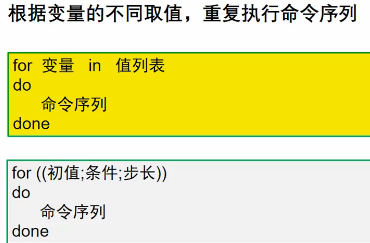 根据变量的不同取值，重复执行命令序列
for 变量 in 值列表
do
命令序列
done
for ((初值;条件;步长))
do
命令序列
done